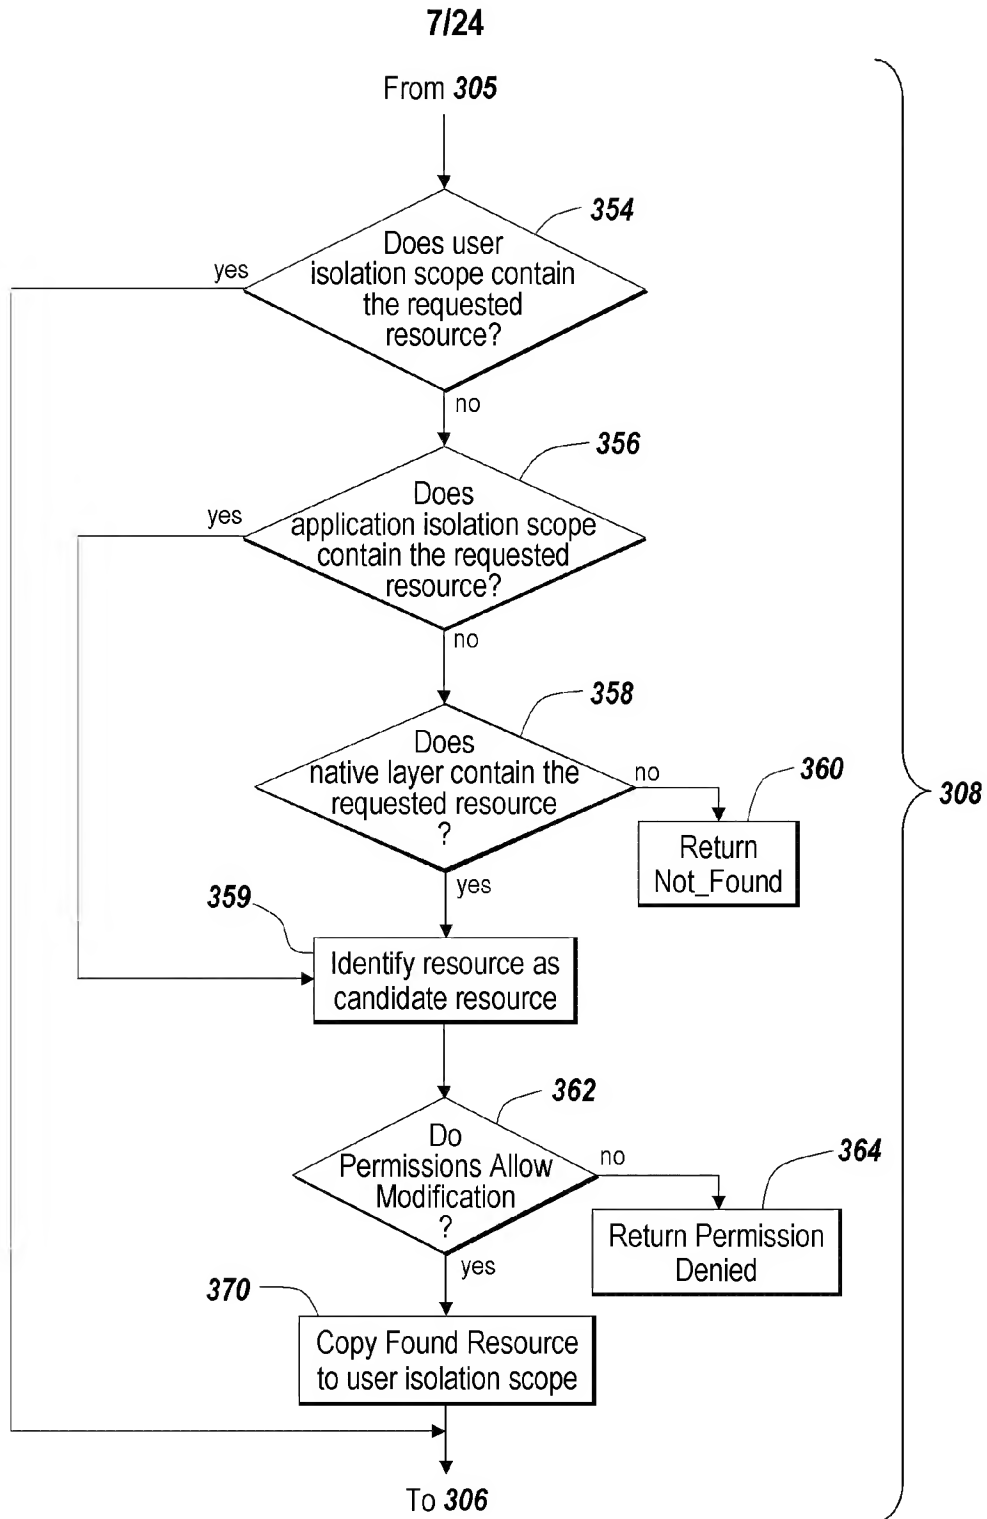 7/24
From 305
354
Does user
isolation scope contain
the requested
resource?
yes
no
356
Does
application isolation scope
contain the requested
resource?
yes
no
358
Does
native layer contain the
requested resource
?
no
360
Return
Not_Found
308
yes
359
Identify resource as
candidate resource
362
Do
Permissions Allow
Modification
?
no
364
Return Permission
Denied
yes
370
Copy Found Resource
to user isolation scope
To 306